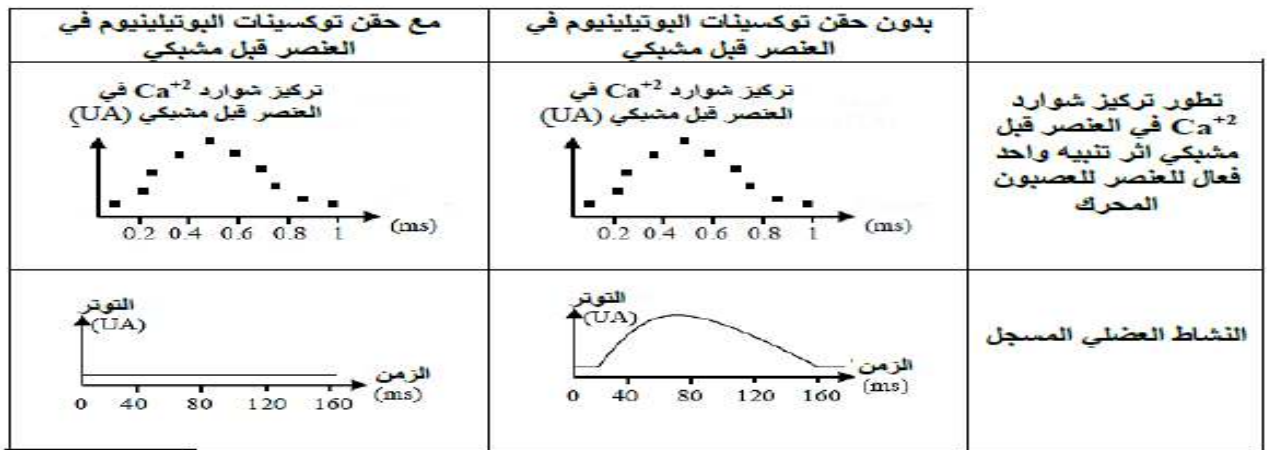 بدون حقن توكسينات البوتيلينيوم في
العنصر قبل مشبكي
مع حقن توكسينات البوتيلينيوم في
العنصر قبل مشبكي
تطور تركيز شوارد
Ca+2 في العنصر قبل
مشبكي اثر تنبيه واحد
فعال للعنصر للعصبون
المحرك
تركيز شوارد Ca+2 في
العنصر قبل مشبكي (UA)
0.2 0.4 0.6 0.8 1 (ms)
تركيز شوارد Ca+2 في
العنصر قبل مشبكي (UA)
0.2 0.4 0.6 0.8 1 (ms)
النشاط العضلي المسجل
التوتر
(UA)
الزمن
(ms)
0 40 80 120 160
التوتر
(UA)
الزمن
(ms)
0 40 80 120 160